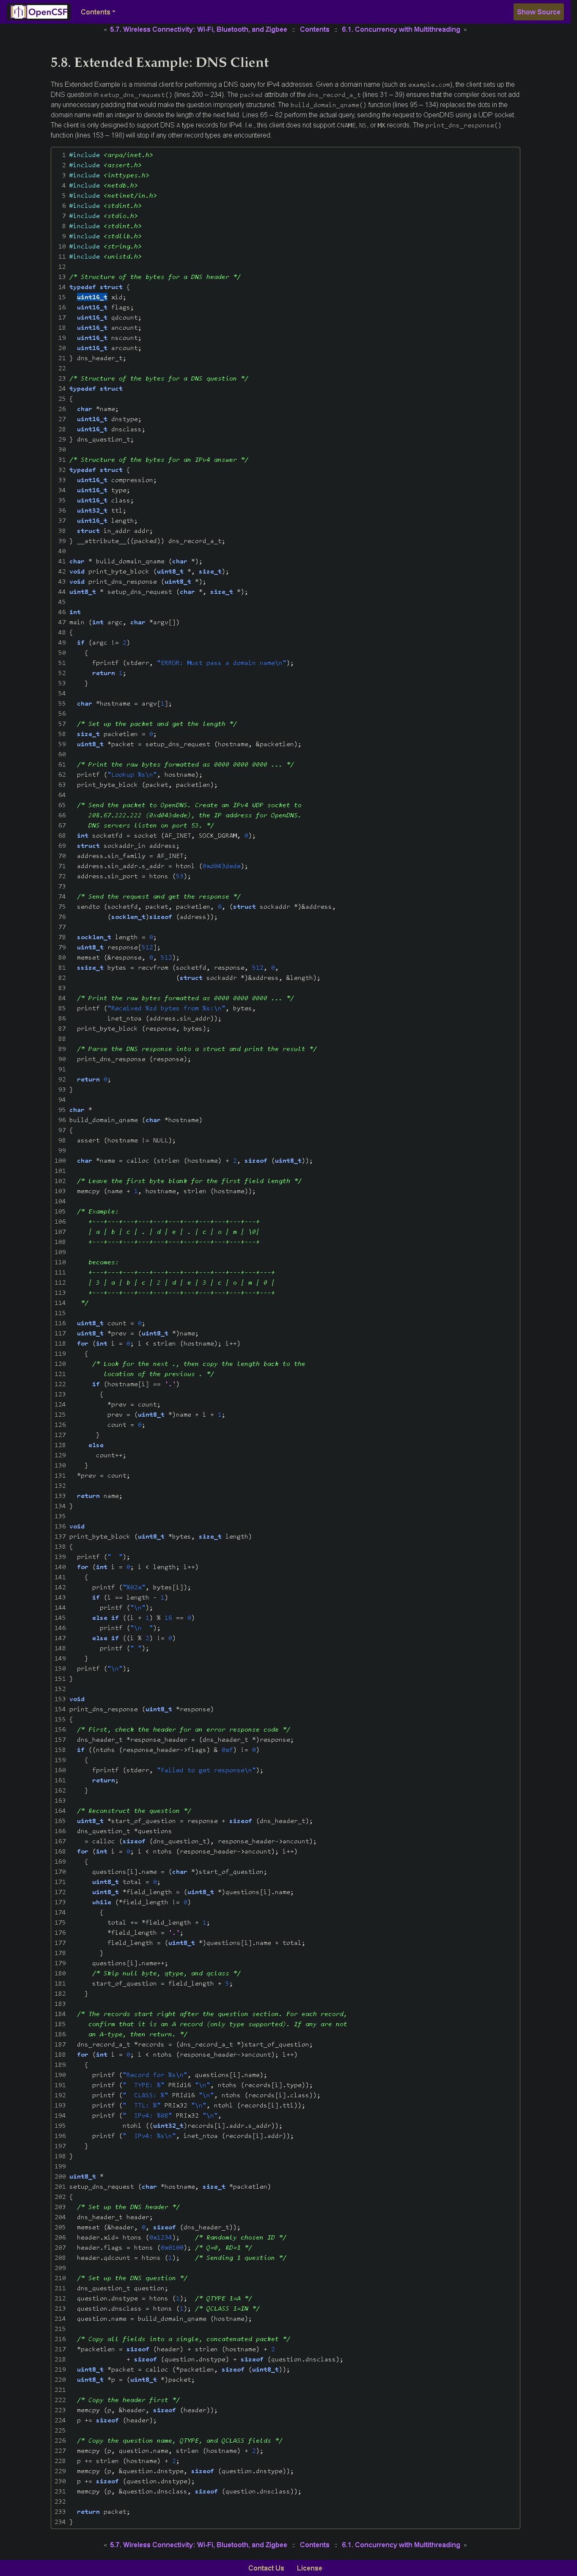 OpenCSF
Contents
Show Source
« 5.7. Wireless Connectivity: Wi-Fi, Bluetooth, and Zigbee :: Contents :: 6.1. Concurrency with Multithreading »
5.8. Extended Example: DNS Client
This Extended Example is a minimal client for performing a DNS query for IPv4 addresses. Given a domain name (such as example.com), the client sets up the
DNS question in setup_dns_request() (lines 200 – 234). The packed attribute of the dns_record_a_t (lines 31 – 39) ensures that the compiler does not add
any unnecessary padding that would make the question improperly structured. The build_domain_qname() function (lines 95 – 134) replaces the dots in the
domain name with an integer to denote the length of the next field. Lines 65 – 82 perform the actual query, sending the request to OpenDNS using a UDP socket.
The client is only designed to support DNS A type records for IPv4. I.e., this client does not support CNAME, NS, or MX records. The print_dns_response()
function (lines 153 – 198) will stop if any other record types are encountered.
1 #include <arpa/inet.h>
2 #include <assert.h>
3 #include <inttypes.h>
4 #include <netdb.h>
5 #include <netinet/in.h>
6 #include <stdint.h>
7 #include <stdio.h>
8 #include <stdint.h>
9 #include <stdlib.h>
10 #include <string.h>
11 #include <unistd.h>
12
13 /* Structure of the bytes for a DNS header */
14 typedef struct {
15   uint16_t xid;
16   uint16_t flags;
17   uint16_t qdcount;
18   uint16_t ancount;
19   uint16_t nscount;
20   uint16_t arcount;
21 } dns_header_t;
22
23 /* Structure of the bytes for a DNS question */
24 typedef struct
25 {
26   char *name;
27   uint16_t dnstype;
28   uint16_t dnsclass;
29 } dns_question_t;
30
31 /* Structure of the bytes for an IPv4 answer */
32 typedef struct {
33   uint16_t compression;
34   uint16_t type;
35   uint16_t class;
36   uint32_t ttl;
37   uint16_t length;
38   struct in_addr addr;
39 } __attribute__((packed)) dns_record_a_t;
40
41 char * build_domain_qname (char *);
42 void print_byte_block (uint8_t *, size_t);
43 void print_dns_response (uint8_t *);
44 uint8_t * setup_dns_request (char *, size_t *);
45
46 int
47 main (int argc, char *argv[])
48 {
49   if (argc != 2)
50     {
51       fprintf (stderr, "ERROR: Must pass a domain name\n");
52       return 1;
53     }
54
55   char *hostname = argv[1];
56
57   /* Set up the packet and get the length */
58   size_t packetlen = 0;
59   uint8_t *packet = setup_dns_request (hostname, &packetlen);
60
61   /* Print the raw bytes formatted as 0000 0000 0000 ... */
62   printf ("Lookup %s\n", hostname);
63   print_byte_block (packet, packetlen);
64
65   /* Send the packet to OpenDNS. Create an IPv4 UDP socket to
66      208.67.222.222 (0xd043dede), the IP address for OpenDNS.
67      DNS servers listen on port 53. */
68   int socketfd = socket (AF_INET, SOCK_DGRAM, 0);
69   struct sockaddr_in address;
70   address.sin_family = AF_INET;
71   address.sin_addr.s_addr = htonl (0xd043dede);
72   address.sin_port = htons (53);
73
74   /* Send the request and get the response */
75   sendto (socketfd, packet, packetlen, 0, (struct sockaddr *)&address,
76           (socklen_t)sizeof (address));
77
78   socklen_t length = 0;
79   uint8_t response[512];
80   memset (&response, 0, 512);
81   ssize_t bytes = recvfrom (socketfd, response, 512, 0,
82                             (struct sockaddr *)&address, &length);
83
84   /* Print the raw bytes formatted as 0000 0000 0000 ... */
85   printf ("Received %zd bytes from %s:\n", bytes,
86           inet_ntoa (address.sin_addr));
87   print_byte_block (response, bytes);
88
89   /* Parse the DNS response into a struct and print the result */
90   print_dns_response (response);
91
92   return 0;
93 }
94
95 char *
96 build_domain_qname (char *hostname)
97 {
98   assert (hostname != NULL);
99
100   char *name = calloc (strlen (hostname) + 2, sizeof (uint8_t));
101
102   /* Leave the first byte blank for the first field length */
103   memcpy (name + 1, hostname, strlen (hostname));
104
105   /* Example:
106      +---+---+---+---+---+---+---+---+---+---+---+
107      | a | b | c | . | d | e | . | c | o | m | \0|
108      +---+---+---+---+---+---+---+---+---+---+---+
109
110      becomes:
111      +---+---+---+---+---+---+---+---+---+---+---+---+
112      | 3 | a | b | c | 2 | d | e | 3 | c | o | m | 0 |
113      +---+---+---+---+---+---+---+---+---+---+---+---+
114    */
115
116   uint8_t count = 0;
117   uint8_t *prev = (uint8_t *)name;
118   for (int i = 0; i < strlen (hostname); i++)
119     {
120       /* Look for the next ., then copy the length back to the
121          location of the previous . */
122       if (hostname[i] == '.')
123         {
124           *prev = count;
125           prev = (uint8_t *)name + i + 1;
126           count = 0;
127        }
128      else
129        count++;
130     }
131   *prev = count;
132
133   return name;
134 }
135
136 void
137 print_byte_block (uint8_t *bytes, size_t length)
138 {
139   printf ("  ");
140   for (int i = 0; i < length; i++)
141     {
142       printf ("%02x", bytes[i]);
143       if (i == length - 1)
144         printf ("\n");
145       else if ((i + 1) % 16 == 0)
146         printf ("\n  ");
147       else if ((i % 2) != 0)
148         printf (" ");
149     }
150   printf ("\n");
151 }
152
153 void
154 print_dns_response (uint8_t *response)
155 {
156   /* First, check the header for an error response code */
157   dns_header_t *response_header = (dns_header_t *)response;
158   if ((ntohs (response_header->flags) & 0xf) != 0)
159     {
160       fprintf (stderr, "Failed to get response\n");
161       return;
162     }
163
164   /* Reconstruct the question */
165   uint8_t *start_of_question = response + sizeof (dns_header_t);
166   dns_question_t *questions
167     = calloc (sizeof (dns_question_t), response_header->ancount);
168   for (int i = 0; i < ntohs (response_header->ancount); i++)
169     {
170       questions[i].name = (char *)start_of_question;
171       uint8_t total = 0;
172       uint8_t *field_length = (uint8_t *)questions[i].name;
173       while (*field_length != 0)
174         {
175           total += *field_length + 1;
176           *field_length = '.';
177           field_length = (uint8_t *)questions[i].name + total;
178         }
179       questions[i].name++;
180       /* Skip null byte, qtype, and qclass */
181       start_of_question = field_length + 5;
182     }
183
184   /* The records start right after the question section. For each record,
185      confirm that it is an A record (only type supported). If any are not
186      an A-type, then return. */
187   dns_record_a_t *records = (dns_record_a_t *)start_of_question;
188   for (int i = 0; i < ntohs (response_header->ancount); i++)
189     {
190       printf ("Record for %s\n", questions[i].name);
191       printf ("  TYPE: %" PRId16 "\n", ntohs (records[i].type));
192       printf ("  CLASS: %" PRId16 "\n", ntohs (records[i].class));
193       printf ("  TTL: %" PRIx32 "\n", ntohl (records[i].ttl));
194       printf ("  IPv4: %08" PRIx32 "\n",
195               ntohl ((uint32_t)records[i].addr.s_addr));
196       printf ("  IPv4: %s\n", inet_ntoa (records[i].addr));
197     }
198 }
199
200 uint8_t *
201 setup_dns_request (char *hostname, size_t *packetlen)
202 {
203   /* Set up the DNS header */
204   dns_header_t header;
205   memset (&header, 0, sizeof (dns_header_t));
206   header.xid= htons (0x1234);    /* Randomly chosen ID */
207   header.flags = htons (0x0100); /* Q=0, RD=1 */
208   header.qdcount = htons (1);    /* Sending 1 question */
209
210   /* Set up the DNS question */
211   dns_question_t question;
212   question.dnstype = htons (1);  /* QTYPE 1=A */
213   question.dnsclass = htons (1); /* QCLASS 1=IN */
214   question.name = build_domain_qname (hostname);
215
216   /* Copy all fields into a single, concatenated packet */
217   *packetlen = sizeof (header) + strlen (hostname) + 2
218                + sizeof (question.dnstype) + sizeof (question.dnsclass);
219   uint8_t *packet = calloc (*packetlen, sizeof (uint8_t));
220   uint8_t *p = (uint8_t *)packet;
221
222   /* Copy the header first */
223   memcpy (p, &header, sizeof (header));
224   p += sizeof (header);
225
226   /* Copy the question name, QTYPE, and QCLASS fields */
227   memcpy (p, question.name, strlen (hostname) + 2);
228   p += strlen (hostname) + 2;
229   memcpy (p, &question.dnstype, sizeof (question.dnstype));
230   p += sizeof (question.dnstype);
231   memcpy (p, &question.dnsclass, sizeof (question.dnsclass));
232
233   return packet;
234 }
« 5.7. Wireless Connectivity: Wi-Fi, Bluetooth, and Zigbee :: Contents :: 6.1. Concurrency with Multithreading »
Contact Us License